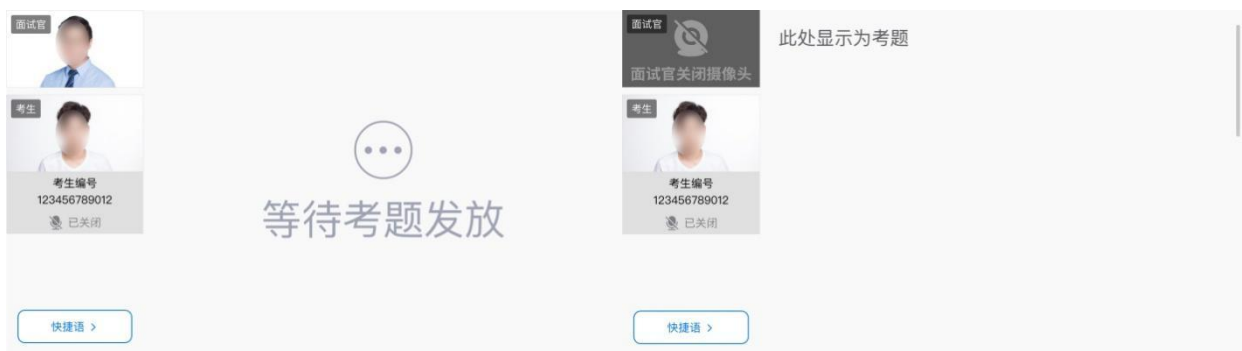 面试官
考生
考生编号
123456789012
已关闭
等待考题发放
快捷语 >
面试官
面试官关闭摄像头
此处显示为考题
考生
考生编号
123456789012
已关闭
快捷语 >